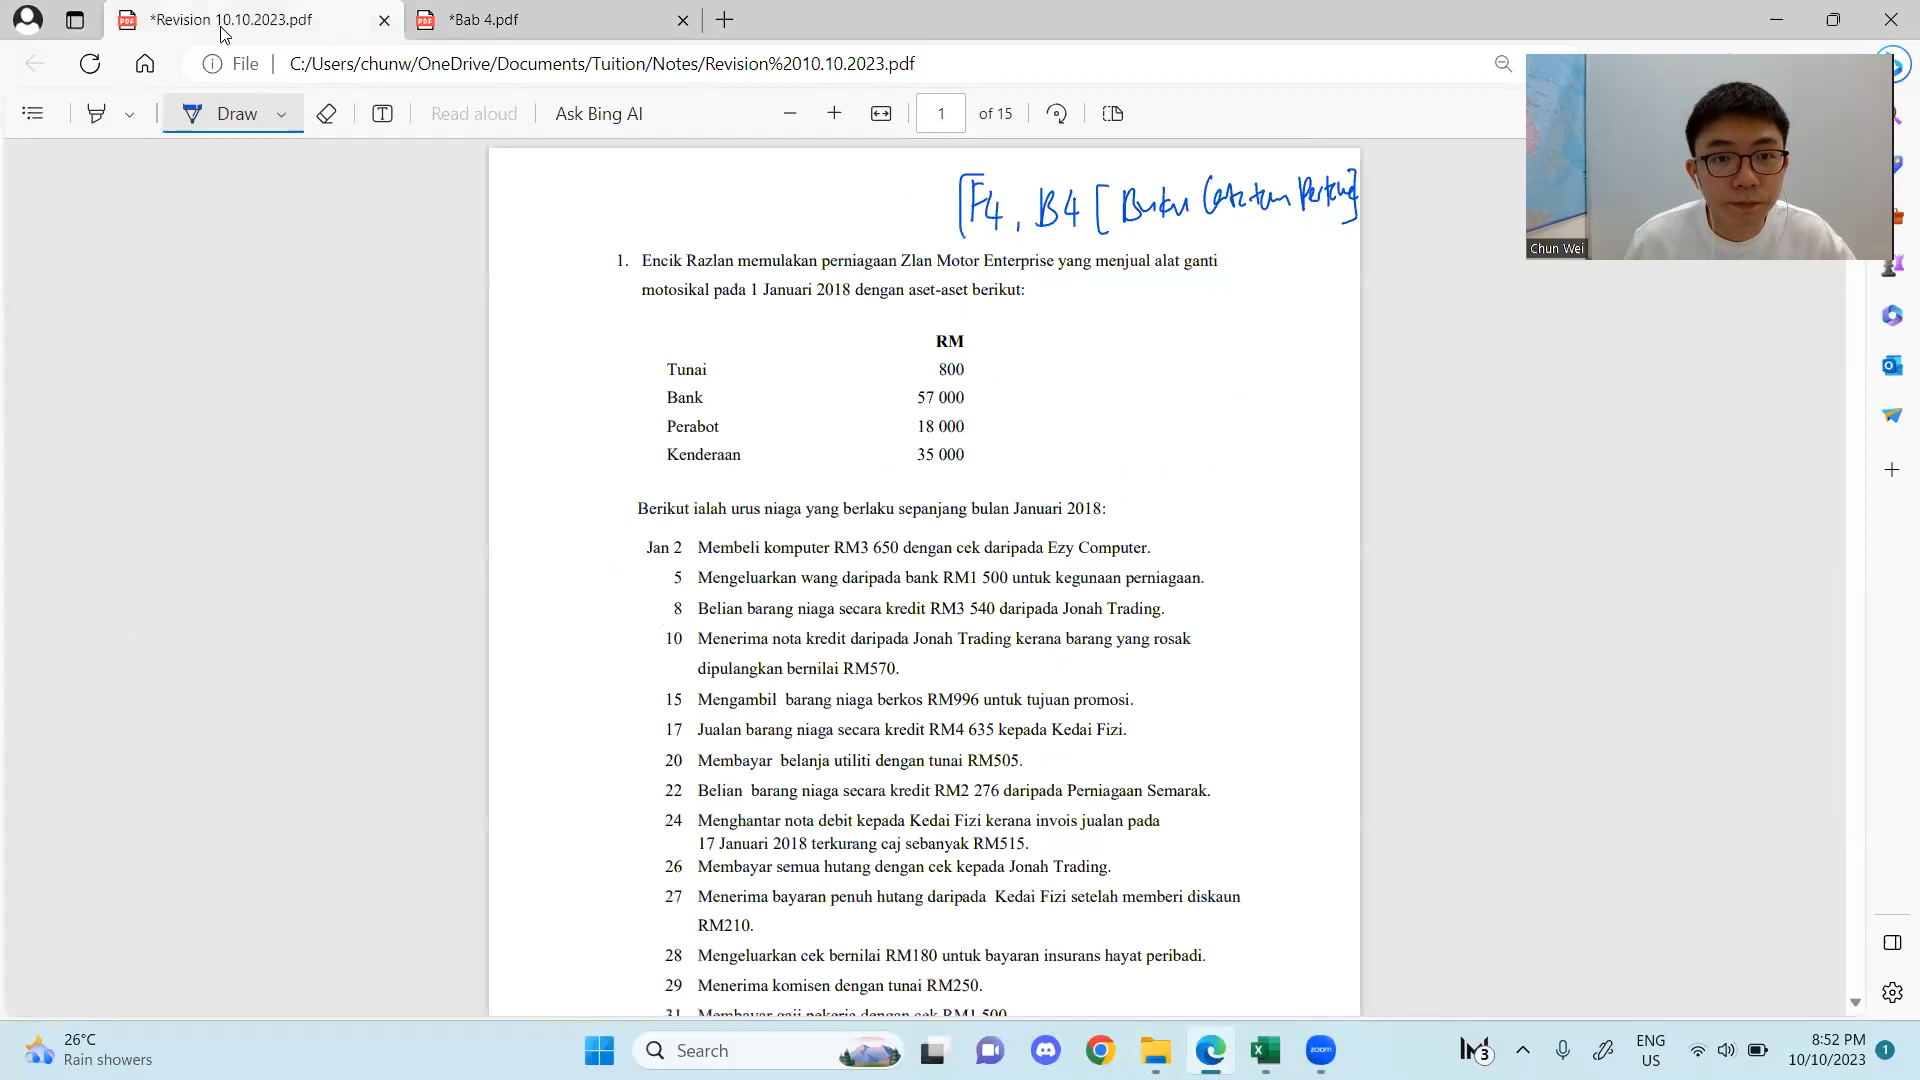 *Revision 10.10.2023.pdf
*Bab 4.pdf
File
C:/Users/chunw/OneDrive/Documents/Tuition/Notes/Revision%2010.10.2023.pdf
Draw
Read aloud
Ask Bing AI
1
of 15
Chun Wei
F4, B4 [Buku Catatan Pertama]
1. Encik Razlan memulakan perniagaan Zlan Motor Enterprise yang menjual alat ganti
motosikal pada 1 Januari 2018 dengan aset-aset berikut:
RM
Tunai 800
Bank 57 000
Perabot 18 000
Kenderaan 35 000
Berikut ialah urus niaga yang berlaku sepanjang bulan Januari 2018:
Jan 2 Membeli komputer RM3 650 dengan cek daripada Ezy Computer.
5 Mengeluarkan wang daripada bank RM1 500 untuk kegunaan perniagaan.
8 Belian barang niaga secara kredit RM3 540 daripada Jonah Trading.
10 Menerima nota kredit daripada Jonah Trading kerana barang yang rosak
dipulangkan bernilai RM570.
15 Mengambil barang niaga berkos RM996 untuk tujuan promosi.
17 Jualan barang niaga secara kredit RM4 635 kepada Kedai Fizi.
20 Membayar belanja utiliti dengan tunai RM505.
22 Belian barang niaga secara kredit RM2 276 daripada Perniagaan Semarak.
24 Menghantar nota debit kepada Kedai Fizi kerana invois jualan pada
17 Januari 2018 terkurang caj sebanyak RM515.
26 Membayar semua hutang dengan cek kepada Jonah Trading.
27 Menerima bayaran penuh hutang daripada Kedai Fizi setelah memberi diskaun
RM210.
28 Mengeluarkan cek bernilai RM180 untuk bayaran insurans hayat peribadi.
29 Menerima komisen dengan tunai RM250.
31 Membayar gaji pekerja dengan cek RM1 500
26°C
Rain showers
Search
zoom
3
ENG
US
8:52 PM
10/10/2023
1